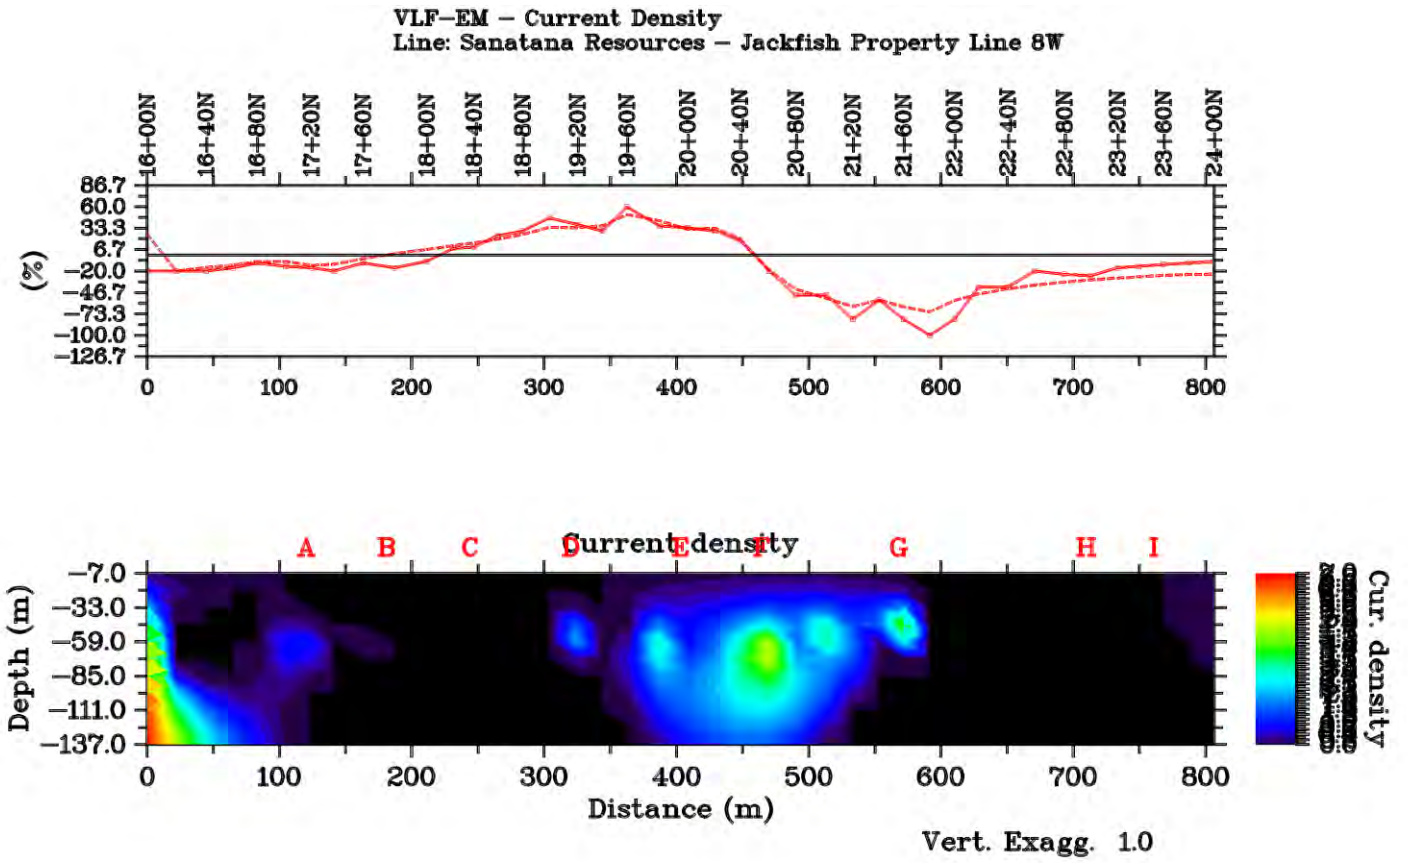 VLF-EM - Current Density
Line: Sanatana Resources - Jackfish Property Line 8W
16+00N 16+40N 16+80N 17+20N 17+60N 18+00N 18+40N 18+80N 19+20N 19+60N 20+00N 20+40N 20+80N 21+20N 21+60N 22+00N 22+40N 22+80N 23+20N 23+60N 24+00N
86.7
60.0
33.3
6.7
-20.0
-46.7
-73.3
-100.0
-126.7
(%)
0 100 200 300 400 500 600 700 800
Current density
A B C D E F G H I
-7.0
-33.0
-59.0
-85.0
-111.0
-137.0
Depth (m)
Cur. density
0 100 200 300 400 500 600 700 800
Distance (m)
Vert. Exagg. 1.0